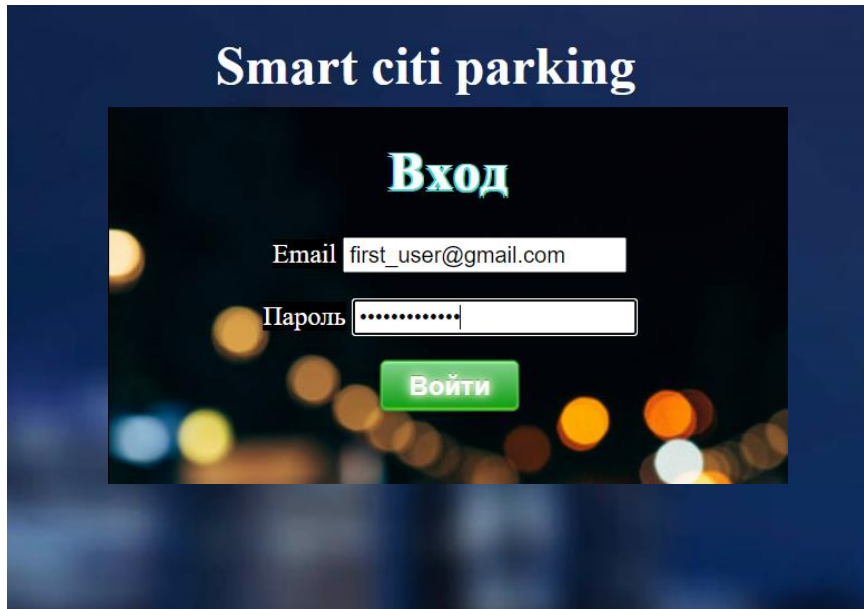 Smart citi parking
Вход
Email first_user@gmail.com
Пароль •••••••••••••
Войти